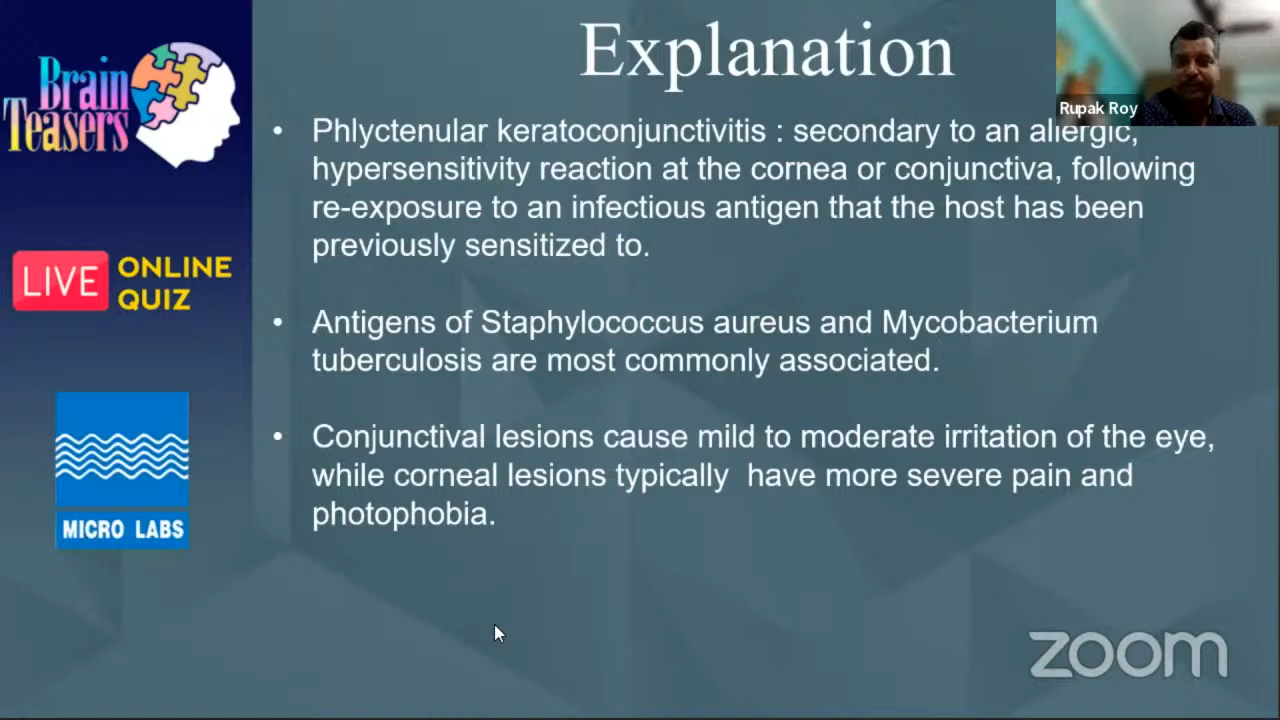 Explanation
Rupak Roy
Brain
Teasers
• Phlyctenular keratoconjunctivitis : secondary to an allergic,
hypersensitivity reaction at the cornea or conjunctiva, following
re-exposure to an infectious antigen that the host has been
previously sensitized to.
LIVE ONLINE
QUIZ
• Antigens of Staphylococcus aureus and Mycobacterium
tuberculosis are most commonly associated.
• Conjunctival lesions cause mild to moderate irritation of the eye,
while corneal lesions typically have more severe pain and
photophobia.
MICRO LABS
zoom